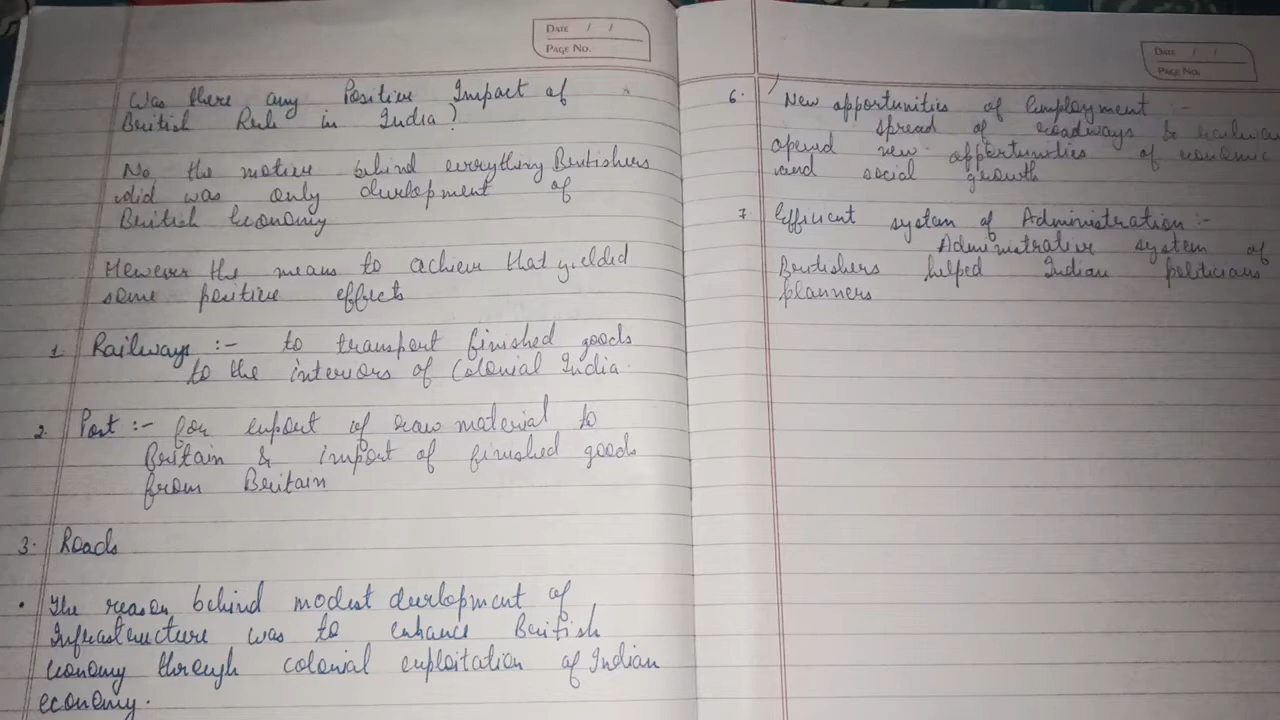 DATE / /
PAGE NO.
Was there any Positive Impact of
British Rule in India?
No, the motive behind everything Britishers
did was only development of
British Economy
However the means to achieve that yielded
some positive effects
1. Railways :- to transport finished goods
to the interiors of Colonial India.
2. Port :- for export of raw material to
Britain & import of finished goods
from Britain
3. Roads
• The reason behind modest development of
Infrastructure was to enhance British
economy through colonial exploitation of Indian
economy.
DATE / /
PAGE NO.
6. New opportunities of Employment :-
spread of roadways &
opend new opportunities of economic
and social growth
7 Efficient system of Administration :-
Administrative system of
Britishers helped Indian politicians
planners